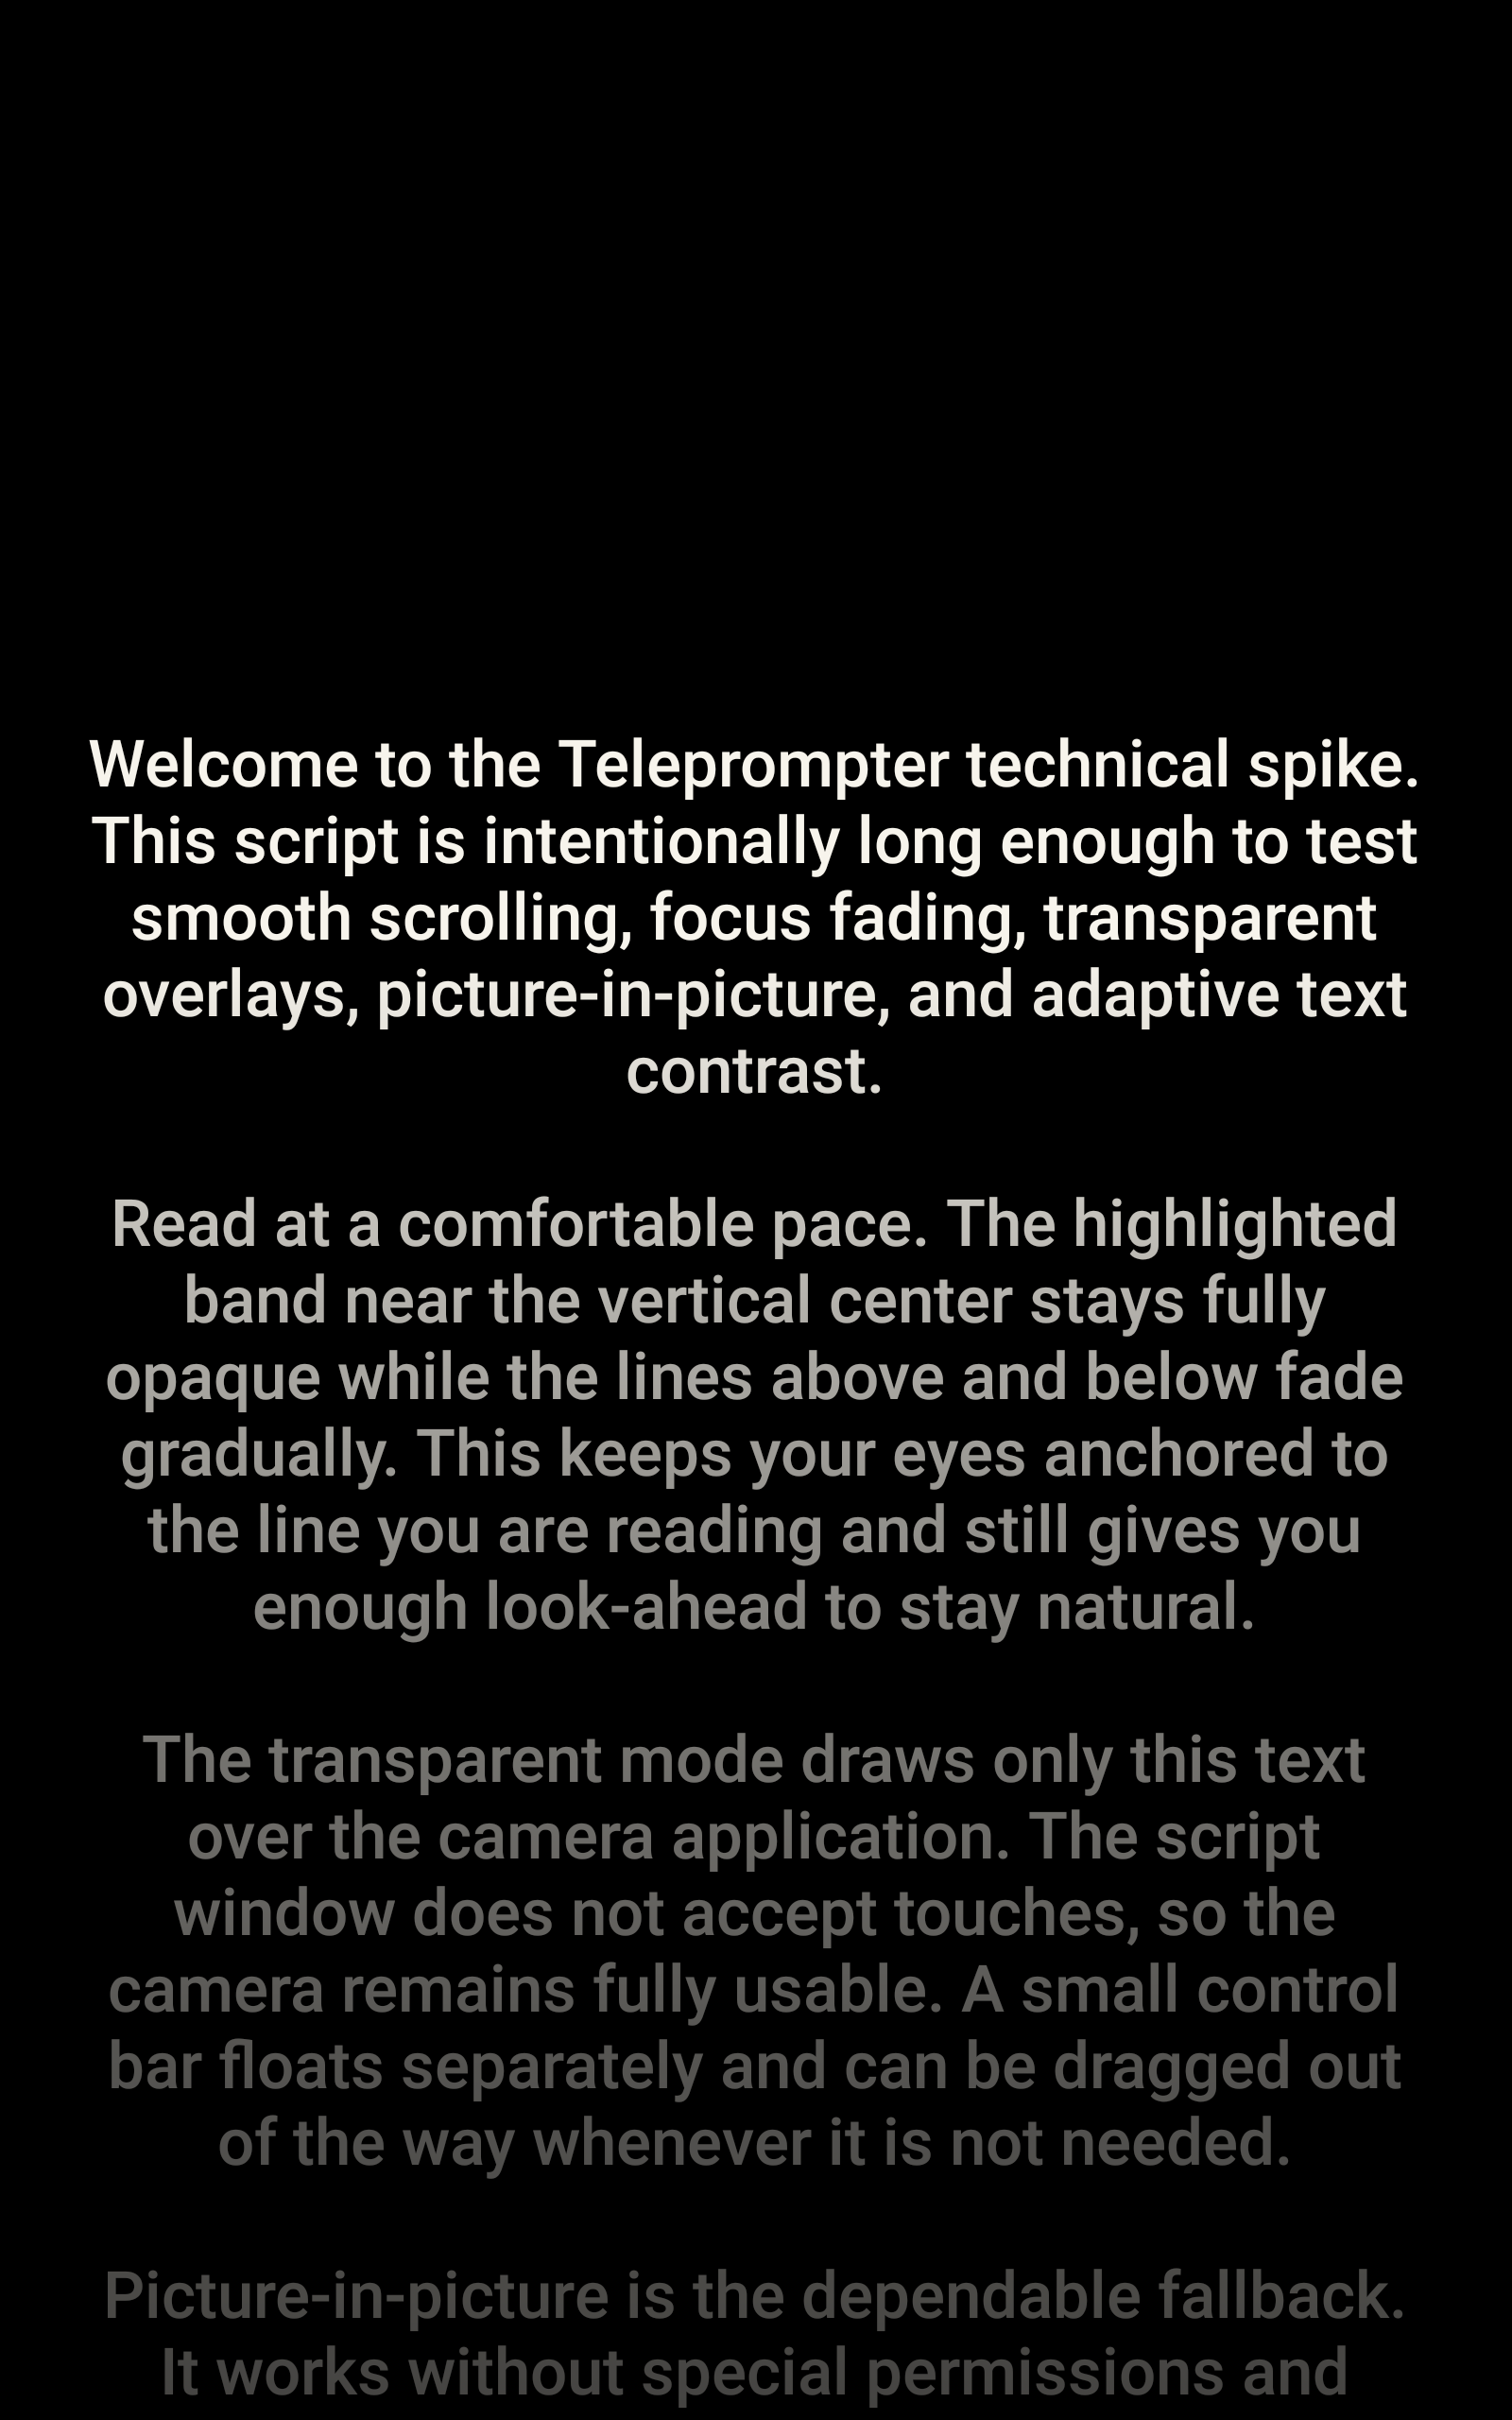 Welcome to the Teleprompter technical spike.
This script is intentionally long enough to test
smooth scrolling, focus fading, transparent
overlays, picture-in-picture, and adaptive text
contrast.
Read at a comfortable pace. The highlighted
band near the vertical center stays fully
opaque while the lines above and below fade
gradually. This keeps your eyes anchored to
the line you are reading and still gives you
enough look-ahead to stay natural.
The transparent mode draws only this text
over the camera application. The script
window does not accept touches, so the
camera remains fully usable. A small control
bar floats separately and can be dragged out
of the way whenever it is not needed.
Picture-in-picture is the dependable fallback.
It works without special permissions and